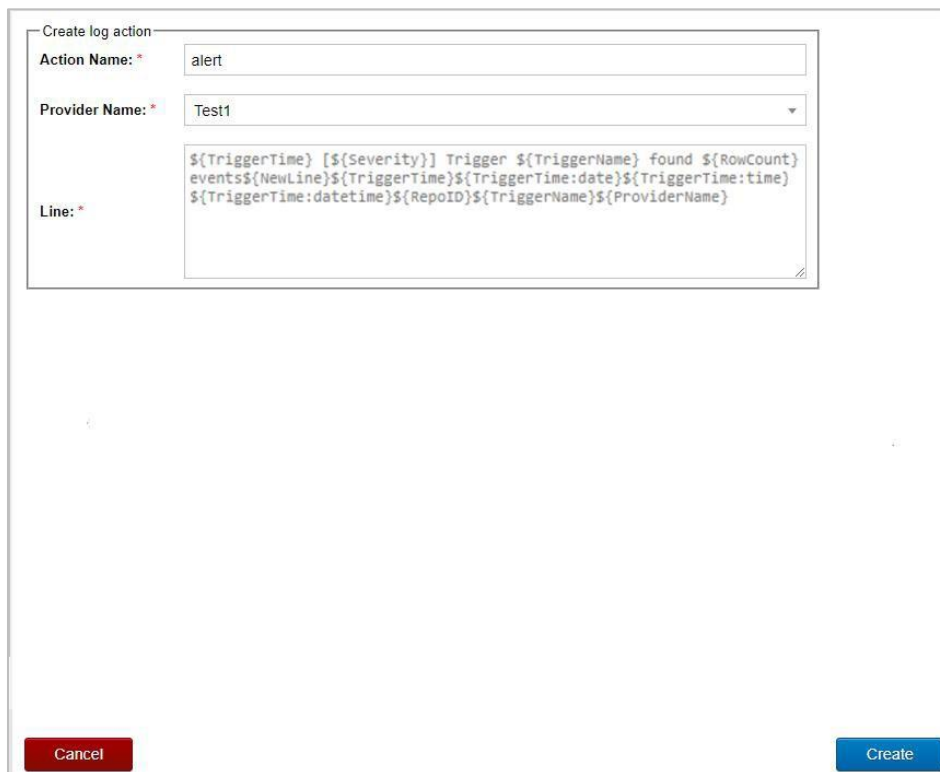 Create log action
Action Name: *
alert
Provider Name: *
Test1
Line: *
${TriggerTime} [${Severity}] Trigger ${TriggerName} found ${RowCount}
events${NewLine}${TriggerTime}${TriggerTime:date}${TriggerTime:time}
${TriggerTime:datetime}${RepoID}${TriggerName}${ProviderName}
Cancel
Create